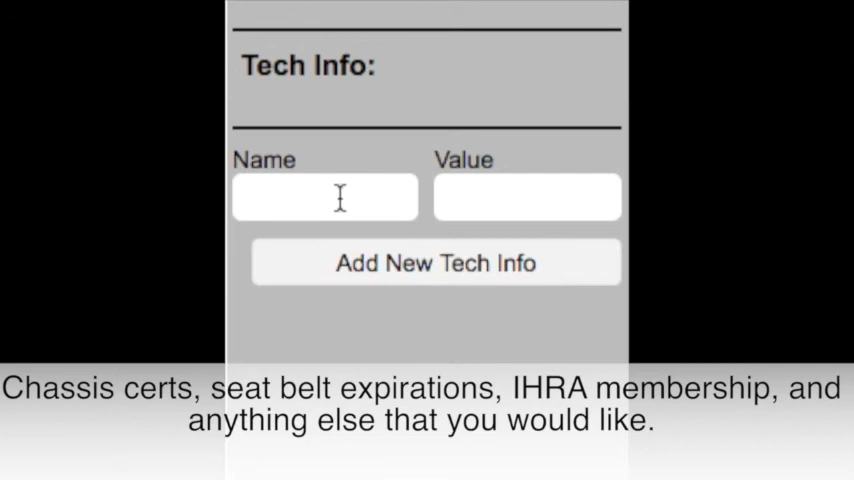 Tech Info:
Name Value
Add New Tech Info
Chassis certs, seat belt expirations, IHRA membership, and
anything else that you would like.